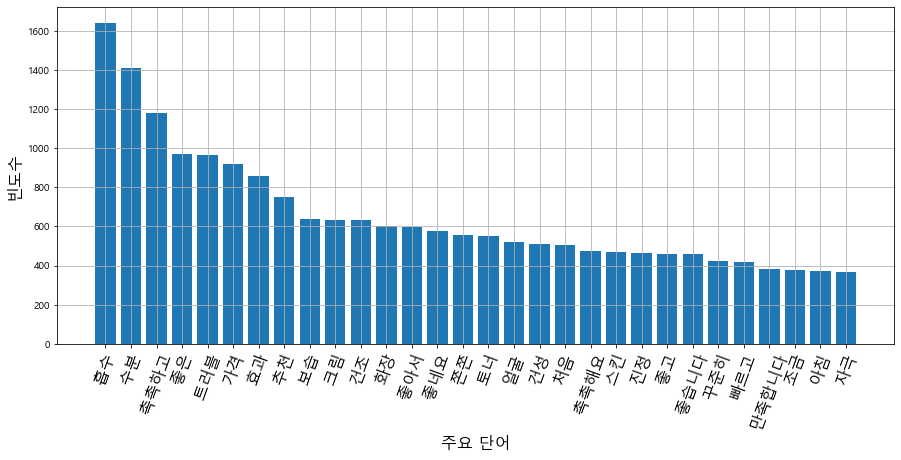 1600
1400
1200
1000
800
600
400
200
0
빈도수
흡수
수분
촉촉하고
좋은
트러블
가격
효과
추천
보습
크림
건조
화장
좋아서
좋네요
쫀쫀
토너
얼굴
건성
처음
촉촉해요
스킨
진정
좋고
좋습니다
꾸준히
빠르고
만족합니다
조금
아침
자극
주요 단어